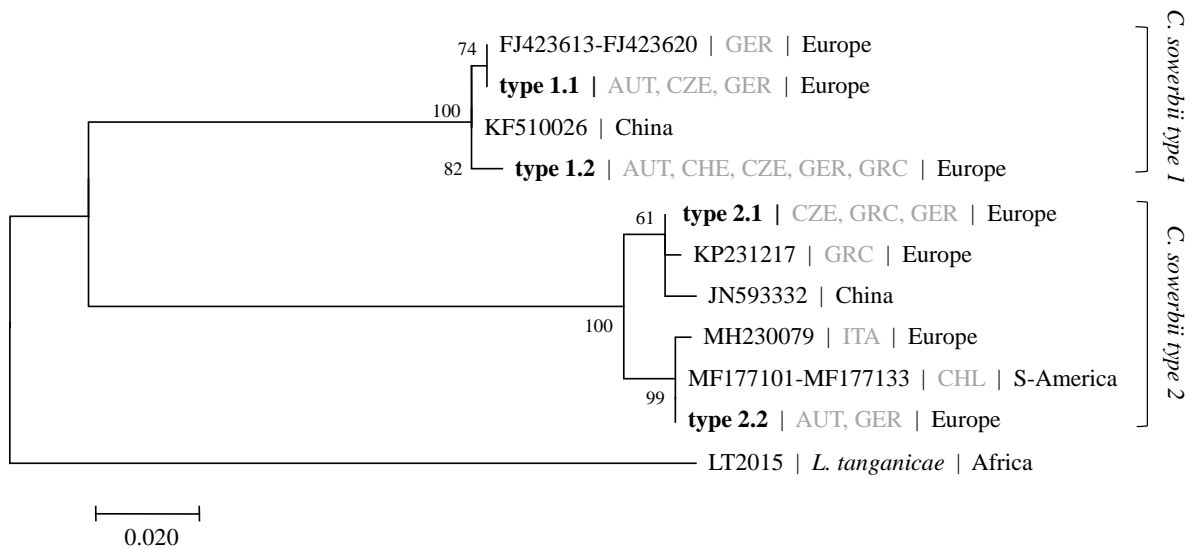 74
FJ423613-FJ423620 | GER | Europe
type 1.1 | AUT, CZE, GER | Europe
100
KF510026 | China
82
type 1.2 | AUT, CHE, CZE, GER, GRC | Europe
C. sowerbii type 1
61
type 2.1 | CZE, GRC, GER | Europe
KP231217 | GRC | Europe
JN593332 | China
100
MH230079 | ITA | Europe
MF177101-MF177133 | CHL | S-America
99
type 2.2 | AUT, GER | Europe
C. sowerbii type 2
LT2015 | L. tanganicae | Africa
0.020